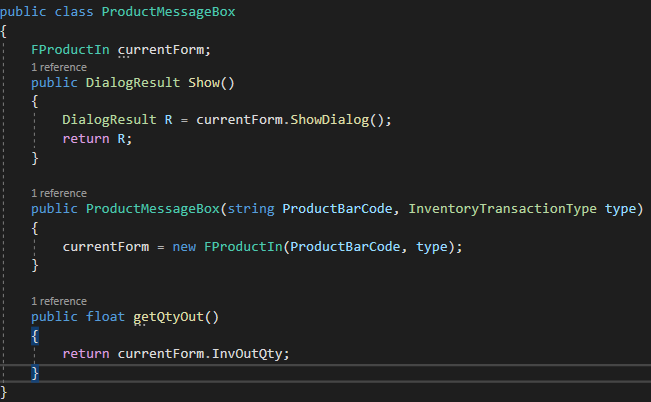 public class ProductMessageBox
{
FProductIn currentForm;
1 reference
public DialogResult Show()
{
DialogResult R = currentForm.ShowDialog();
return R;
}
1 reference
public ProductMessageBox(string ProductBarCode, InventoryTransactionType type)
{
currentForm = new FProductIn(ProductBarCode, type);
}
1 reference
public float getQtyOut()
{
return currentForm.InvOutQty;
}
}